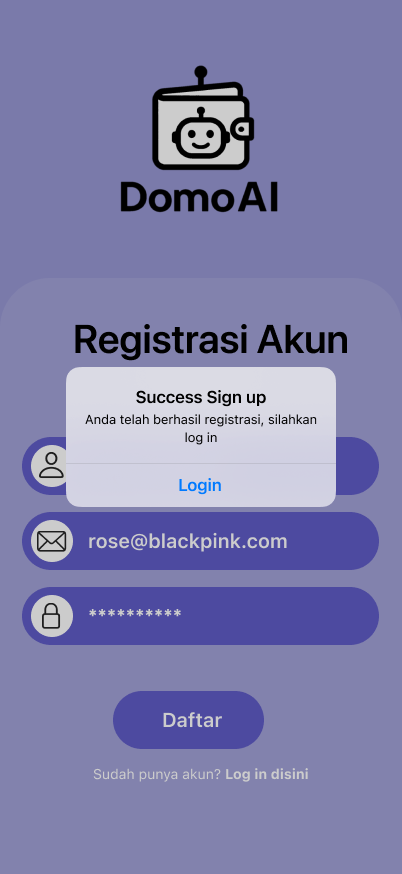 DomoAI
Registrasi Akun
Success Sign up
Anda telah berhasil registrasi, silahkan
log in
Login
rose@blackpink.com
**********
Daftar
Sudah punya akun? Log in disini